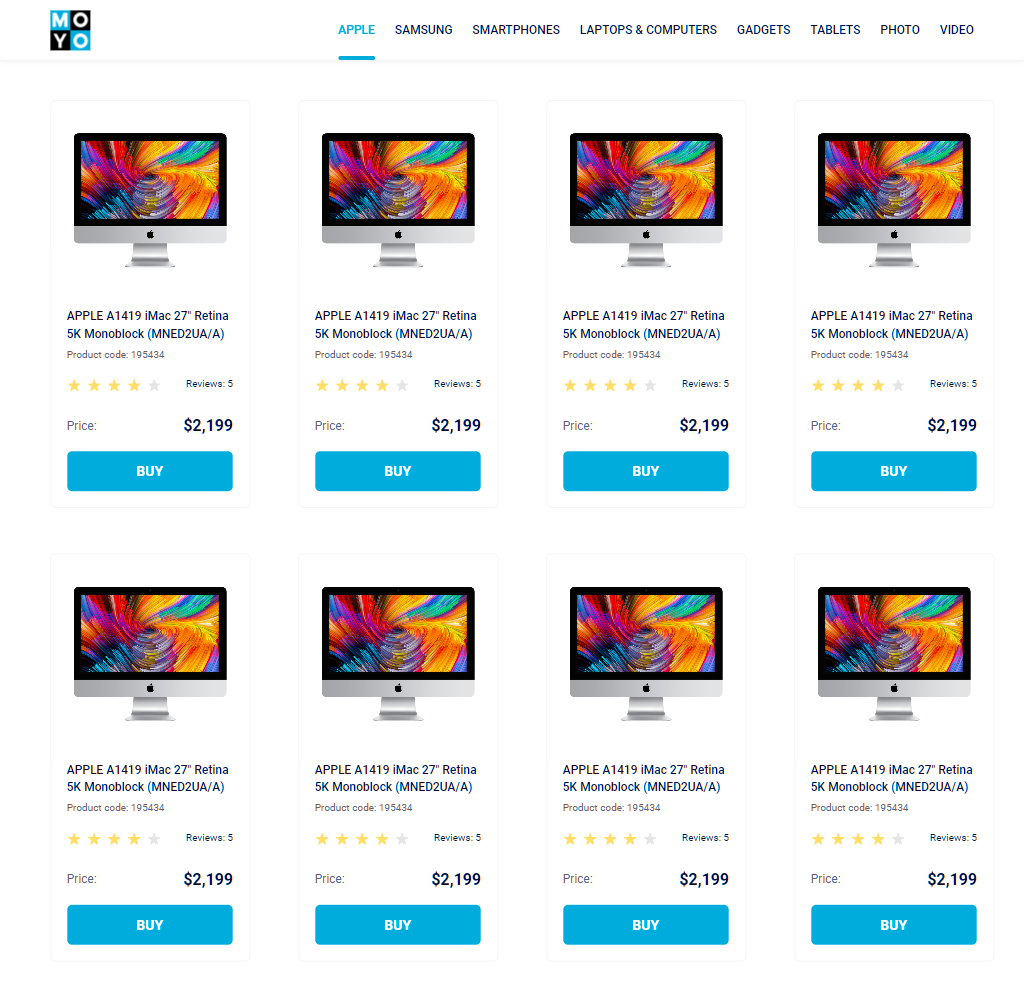 MO
YO
APPLE SAMSUNG SMARTPHONES LAPTOPS & COMPUTERS GADGETS TABLETS PHOTO VIDEO
APPLE A1419 iMac 27" Retina
5K Monoblock (MNED2UA/A)
Product code: 195434
Reviews: 5
Price: $2,199
BUY
APPLE A1419 iMac 27" Retina
5K Monoblock (MNED2UA/A)
Product code: 195434
Reviews: 5
Price: $2,199
BUY
APPLE A1419 iMac 27" Retina
5K Monoblock (MNED2UA/A)
Product code: 195434
Reviews: 5
Price: $2,199
BUY
APPLE A1419 iMac 27" Retina
5K Monoblock (MNED2UA/A)
Product code: 195434
Reviews: 5
Price: $2,199
BUY
APPLE A1419 iMac 27" Retina
5K Monoblock (MNED2UA/A)
Product code: 195434
Reviews: 5
Price: $2,199
BUY
APPLE A1419 iMac 27" Retina
5K Monoblock (MNED2UA/A)
Product code: 195434
Reviews: 5
Price: $2,199
BUY
APPLE A1419 iMac 27" Retina
5K Monoblock (MNED2UA/A)
Product code: 195434
Reviews: 5
Price: $2,199
BUY
APPLE A1419 iMac 27" Retina
5K Monoblock (MNED2UA/A)
Product code: 195434
Reviews: 5
Price: $2,199
BUY